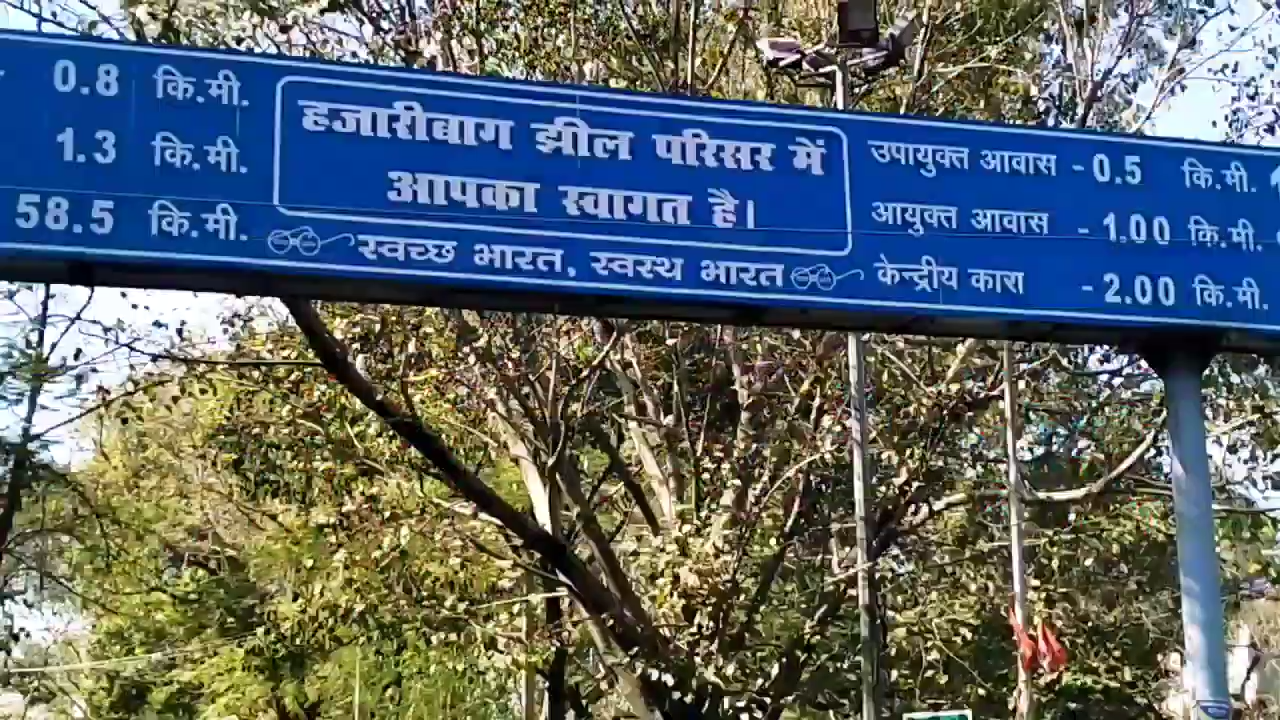 0.8 कि.मी.
1.3 कि.मी.
58.5 कि.मी.
हजारीबाग झील परिसर में
आपका स्वागत है।
स्वच्छ भारत, स्वस्थ भारत
उपायुक्त आवास - 0.5 कि.मी.
आयुक्त आवास - 1.00 कि.मी.
केन्द्रीय कारा - 2.00 कि.मी.